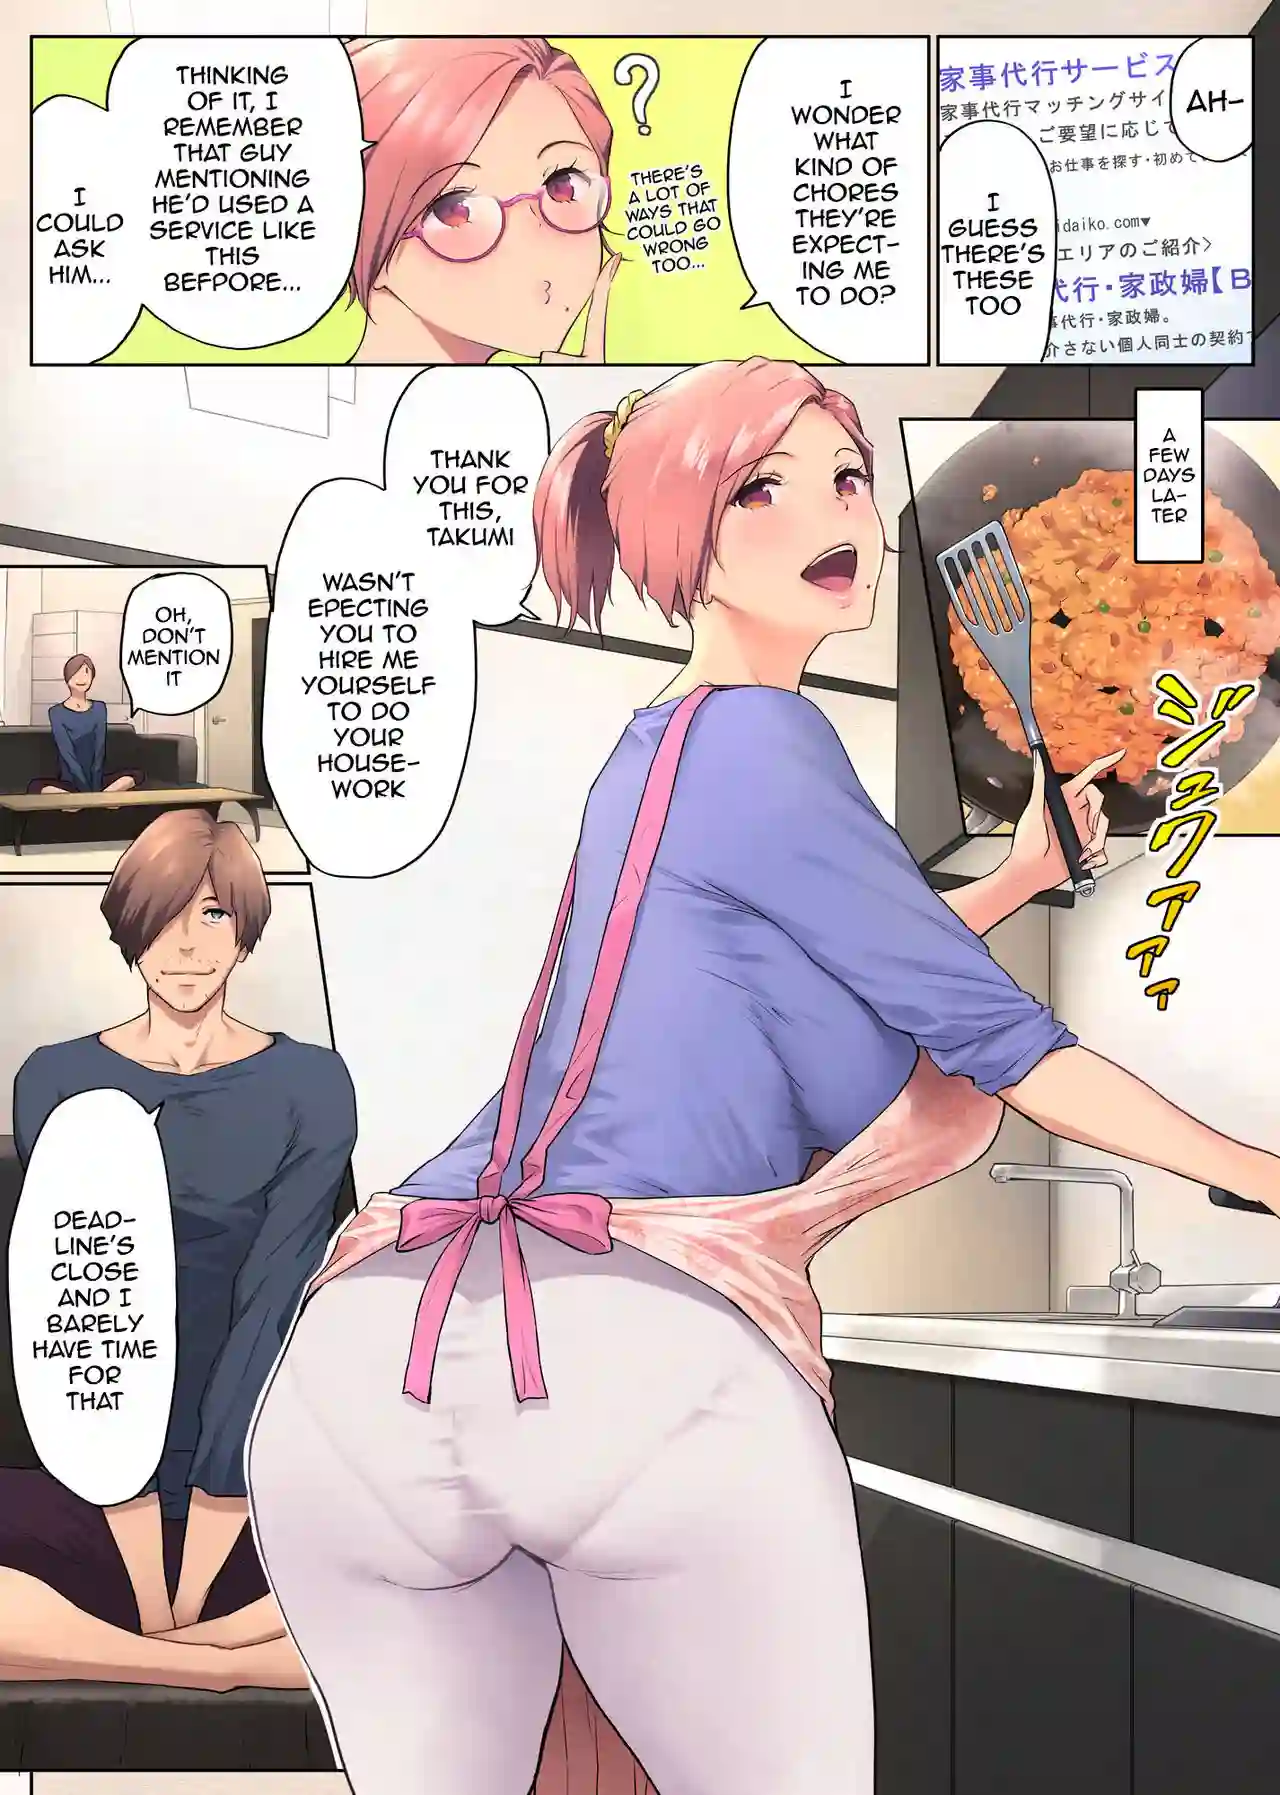 家事代行サービス
家事代行マッチングサイ
ご要望に応じて
お仕事を探す・初めて
AH-
I
GUESS
THERE'S
THESE
TOO
idaiko.com▼
エリアのご紹介>
代行・家政婦【B
事代行・家政婦。
介さない個人同士の契約で
I
WONDER
WHAT
KIND OF
CHORES
THEY'RE
EXPECT-
ING ME
TO DO?
?
THERE'S
A LOT OF
WAYS THAT
COULD GO
WRONG
TOO...
THINKING
OF IT, I
REMEMBER
THAT GUY
MENTIONING
HE'D USED A
SERVICE LIKE
THIS
BEFPORE...
I
COULD
ASK
HIM...
A
FEW
DAYS
LA-
TER
ジュウァァァァ
THANK
YOU FOR
THIS,
TAKUMI
WASN'T
EPECTING
YOU TO
HIRE ME
YOURSELF
TO DO
YOUR
HOUSE-
WORK
OH,
DON'T
MENTION
IT
DEAD-
LINE'S
CLOSE
AND I
BARELY
HAVE TIME
FOR
THAT